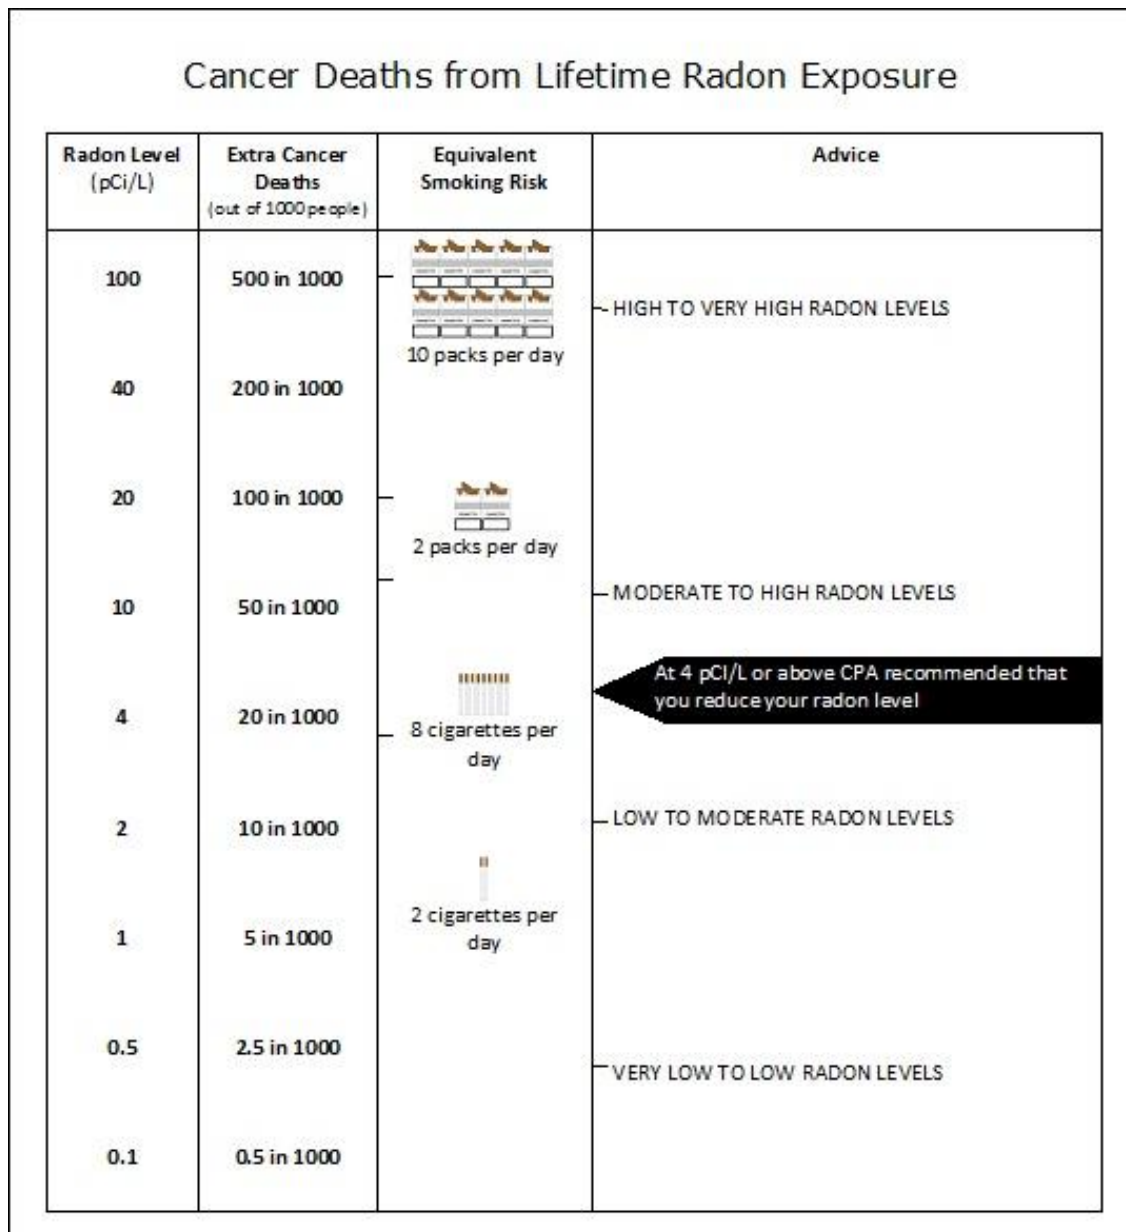 Cancer Deaths from Lifetime Radon Exposure
Radon Level
(pCi/L)
Extra Cancer
Deaths
(out of 1000 people)
Equivalent
Smoking Risk
Advice
100
500 in 1000
10 packs per day
HIGH TO VERY HIGH RADON LEVELS
40
200 in 1000
20
100 in 1000
2 packs per day
10
50 in 1000
MODERATE TO HIGH RADON LEVELS
At 4 pCI/L or above CPA recommended that
you reduce your radon level
4
20 in 1000
8 cigarettes per
day
2
10 in 1000
LOW TO MODERATE RADON LEVELS
2 cigarettes per
day
1
5 in 1000
0.5
2.5 in 1000
VERY LOW TO LOW RADON LEVELS
0.1
0.5 in 1000